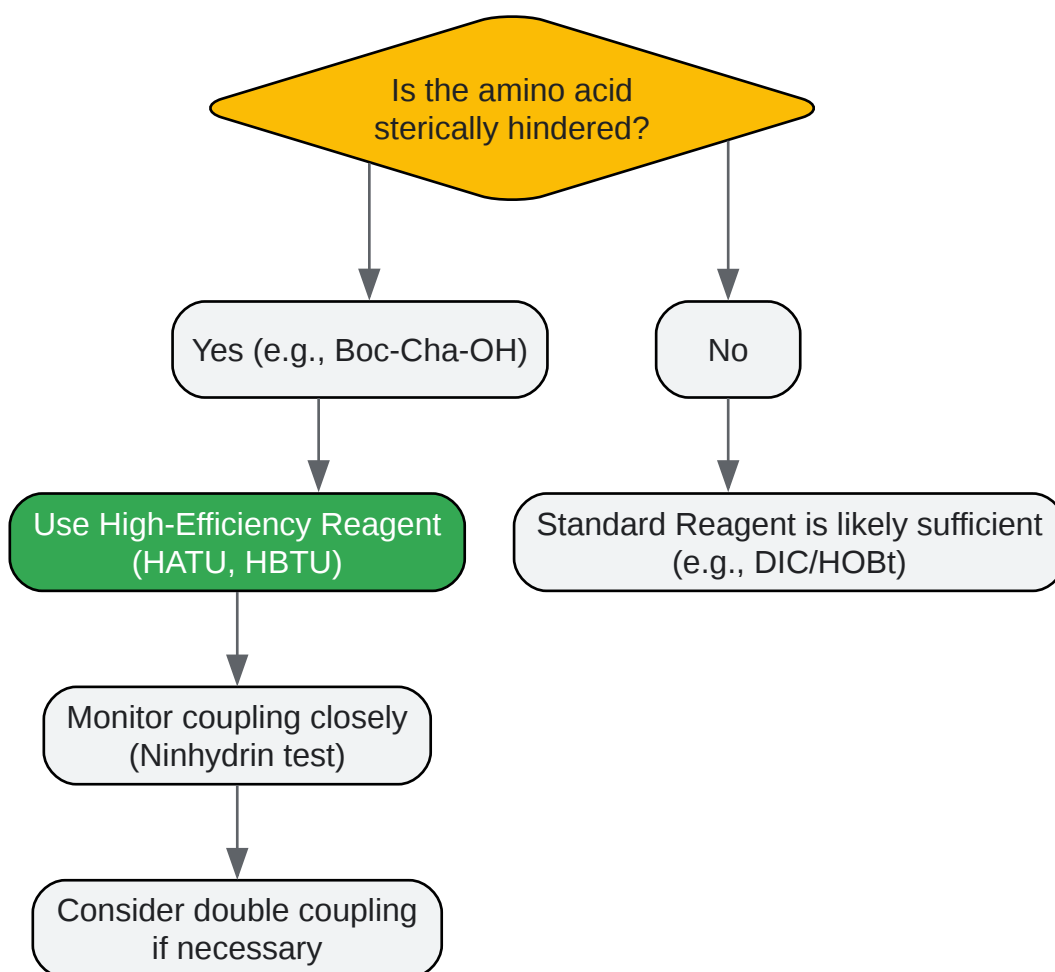 Is the amino acid
sterically hindered?
Yes (e.g., Boc-Cha-OH)
No
Use High-Efficiency Reagent
(HATU, HBTU)
Standard Reagent is likely sufficient
(e.g., DIC/HOBt)
Monitor coupling closely
(Ninhydrin test)
Consider double coupling
if necessary